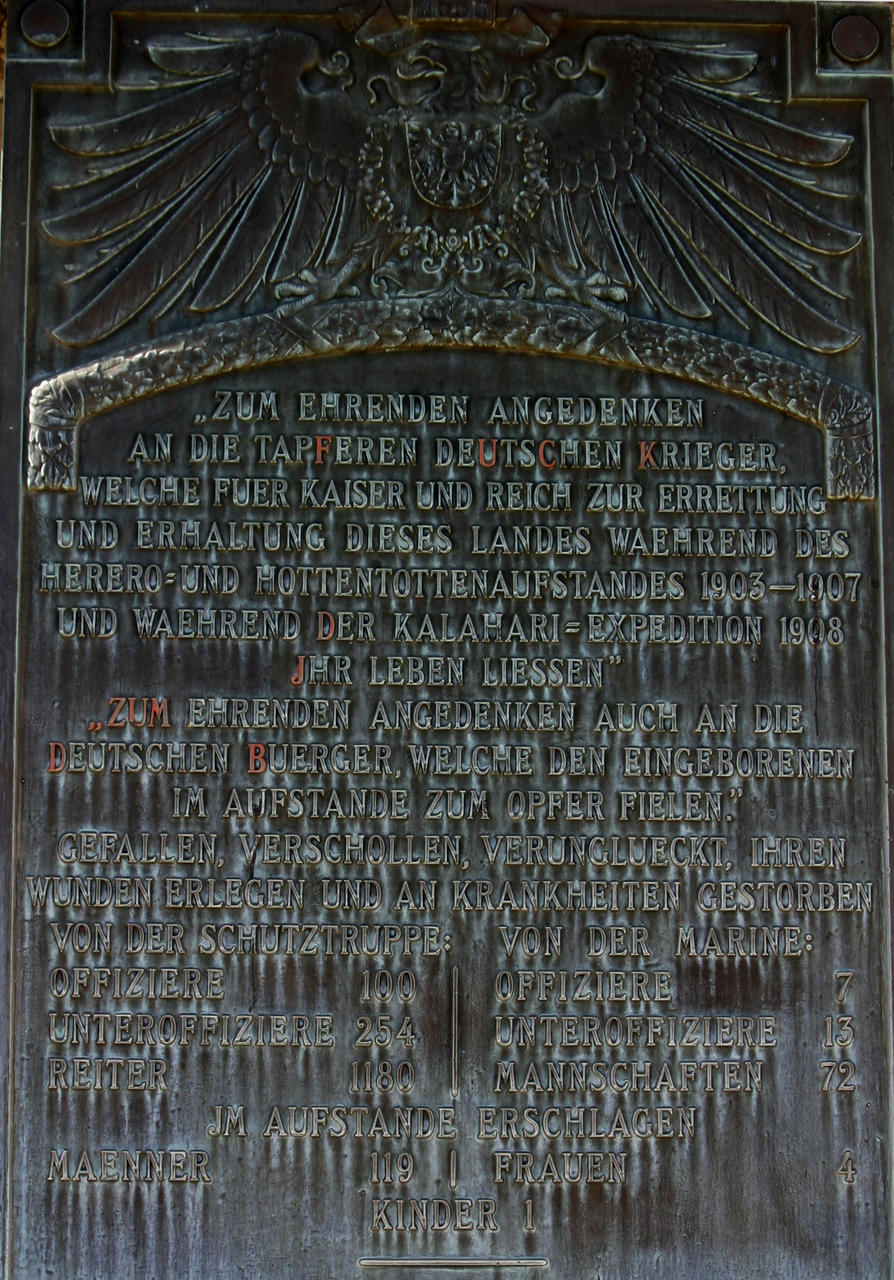 „ZUM EHRENDEN ANGEDENKEN
AN DIE TAPFEREN DEUTSCHEN KRIEGER,
WELCHE FUER KAISER UND REICH ZUR ERRETTUNG
UND ERHALTUNG DIESES LANDES WAEHREND DES
HERERO=UND HOTTENTOTTENAUFSTANDES 1903—1907
UND WAEHREND DER KALAHARI=EXPEDITION 1908
JHR LEBEN LIESSEN”
„ZUM EHRENDEN ANGEDENKEN AUCH AN DIE
DEUTSCHEN BUERGER, WELCHE DEN EINGEBORENEN
IM AUFSTANDE ZUM OPFER FIELEN.”
GEFALLEN, VERSCHOLLEN, VERUNGLUECKT, IHREN
WUNDEN ERLEGEN UND AN KRANKHEITEN GESTORBEN
VON DER SCHUTZTRUPPE: VON DER MARINE:
OFFIZIERE 100 OFFIZIERE 7
UNTEROFFIZIERE 254 UNTEROFFIZIERE 13
REITER 1180 MANNSCHAFTEN 72
JM AUFSTANDE ERSCHLAGEN
MAENNER 119 FRAUEN 4
KINDER 1